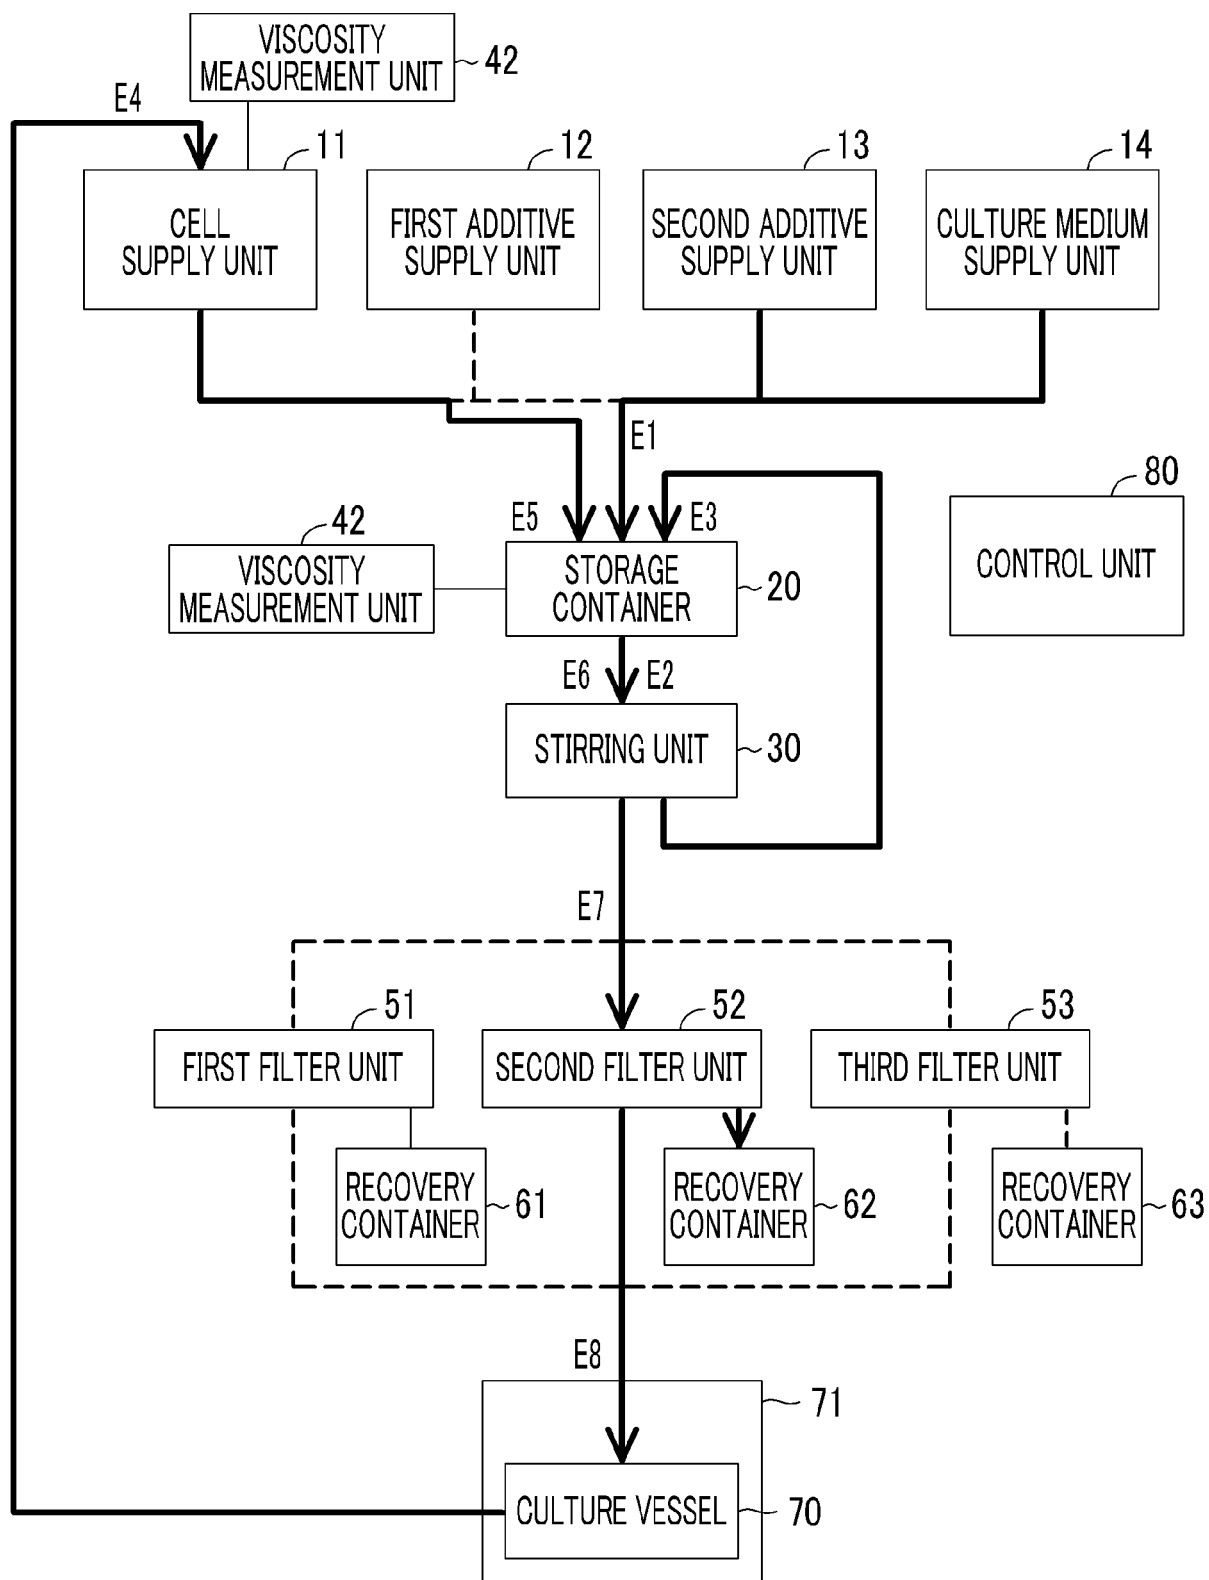 VISCOSITY
MEASUREMENT UNIT
42
E4
11
12
13
14
CELL
SUPPLY UNIT
FIRST ADDITIVE
SUPPLY UNIT
SECOND ADDITIVE
SUPPLY UNIT
CULTURE MEDIUM
SUPPLY UNIT
E1
80
E5
E3
42
VISCOSITY
MEASUREMENT UNIT
STORAGE
CONTAINER
20
CONTROL UNIT
E6
E2
STIRRING UNIT
30
E7
51
52
53
FIRST FILTER UNIT
SECOND FILTER UNIT
THIRD FILTER UNIT
RECOVERY
CONTAINER
61
RECOVERY
CONTAINER
62
RECOVERY
CONTAINER
63
E8
71
CULTURE VESSEL
70